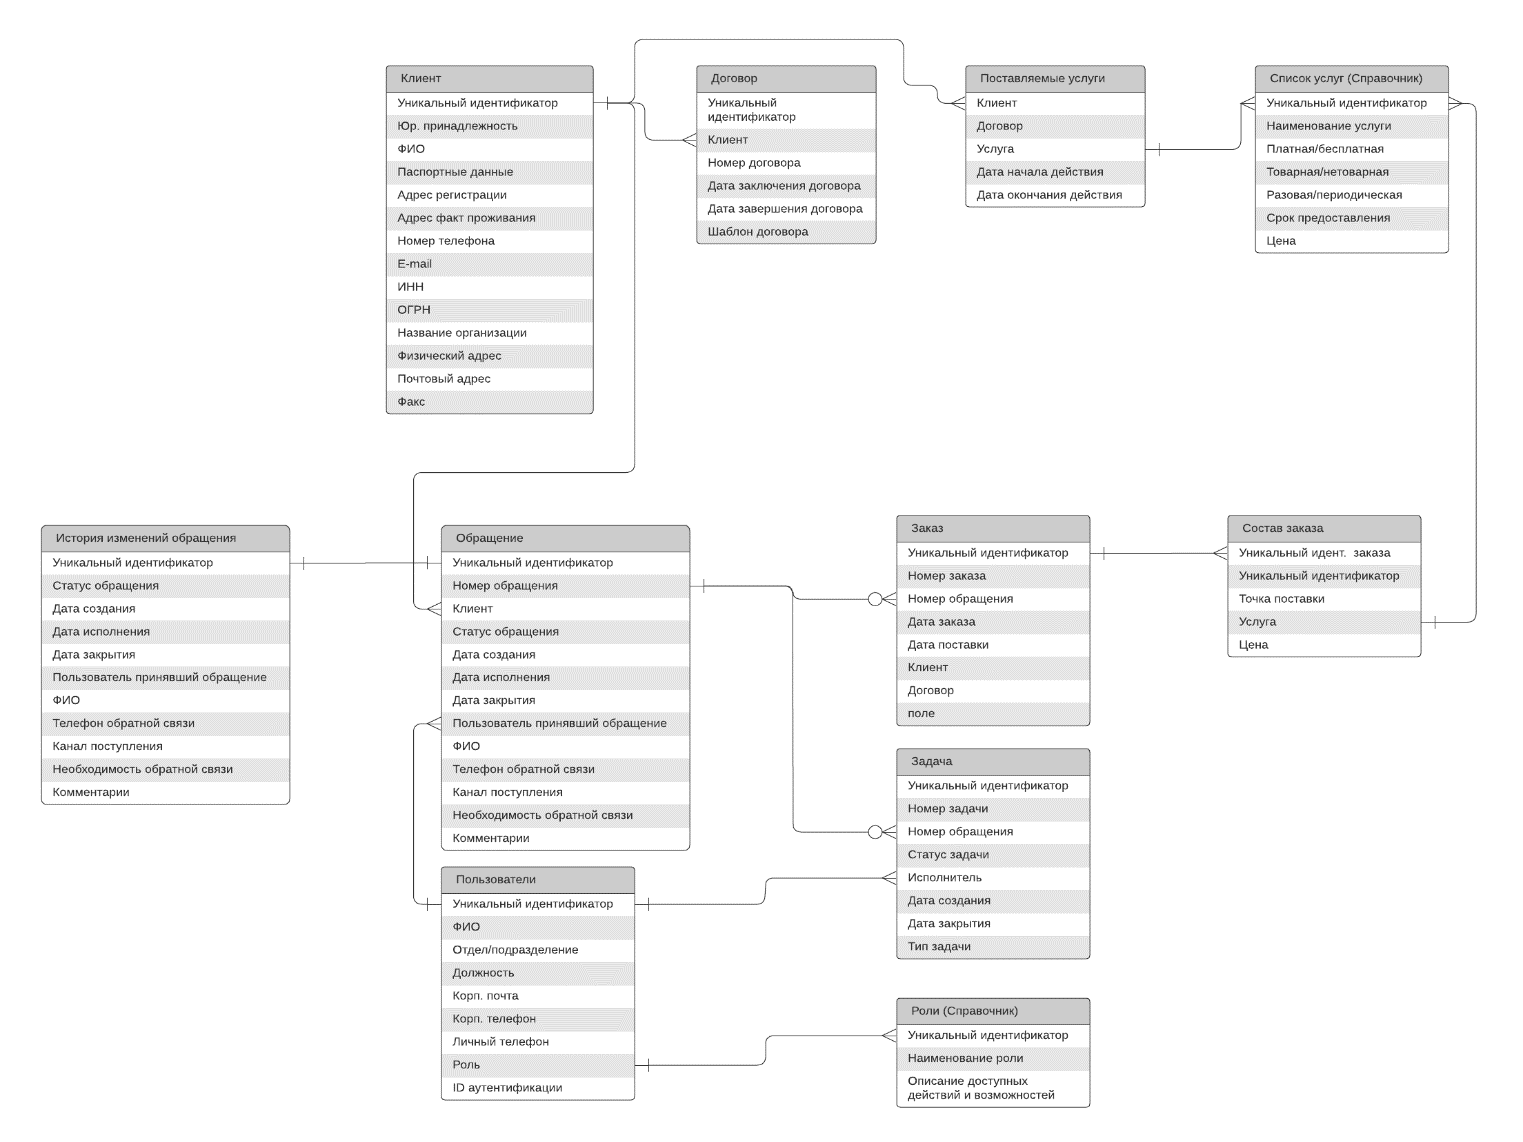 Клиент
Уникальный идентификатор
Юр. принадлежность
ФИО
Паспортные данные
Адрес регистрации
Адрес факт проживания
Номер телефона
E-mail
ИНН
ОГРН
Название организации
Физический адрес
Почтовый адрес
Факс
Договор
Уникальный
идентификатор
Клиент
Номер договора
Дата заключения договора
Дата завершения договора
Шаблон договора
Поставляемые услуги
Клиент
Договор
Услуга
Дата начала действия
Дата окончания действия
Список услуг (Справочник)
Уникальный идентификатор
Наименование услуги
Платная/бесплатная
Товарная/нетоварная
Разовая/периодическая
Срок предоставления
Цена
История изменений обращения
Уникальный идентификатор
Статус обращения
Дата создания
Дата исполнения
Дата закрытия
Пользователь принявший обращение
ФИО
Телефон обратной связи
Канал поступления
Необходимость обратной связи
Комментарии
Обращение
Уникальный идентификатор
Номер обращения
Клиент
Статус обращения
Дата создания
Дата исполнения
Дата закрытия
Пользователь принявший обращение
ФИО
Телефон обратной связи
Канал поступления
Необходимость обратной связи
Комментарии
Заказ
Уникальный идентификатор
Номер заказа
Номер обращения
Дата заказа
Дата поставки
Клиент
Договор
поле
Состав заказа
Уникальный идент. заказа
Уникальный идентификатор
Точка поставки
Услуга
Цена
Задача
Уникальный идентификатор
Номер задачи
Номер обращения
Статус задачи
Исполнитель
Дата создания
Дата закрытия
Тип задачи
Пользователи
Уникальный идентификатор
ФИО
Отдел/подразделение
Должность
Корп. почта
Корп. телефон
Личный телефон
Роль
ID аутентификации
Роли (Справочник)
Уникальный идентификатор
Наименование роли
Описание доступных
действий и возможностей